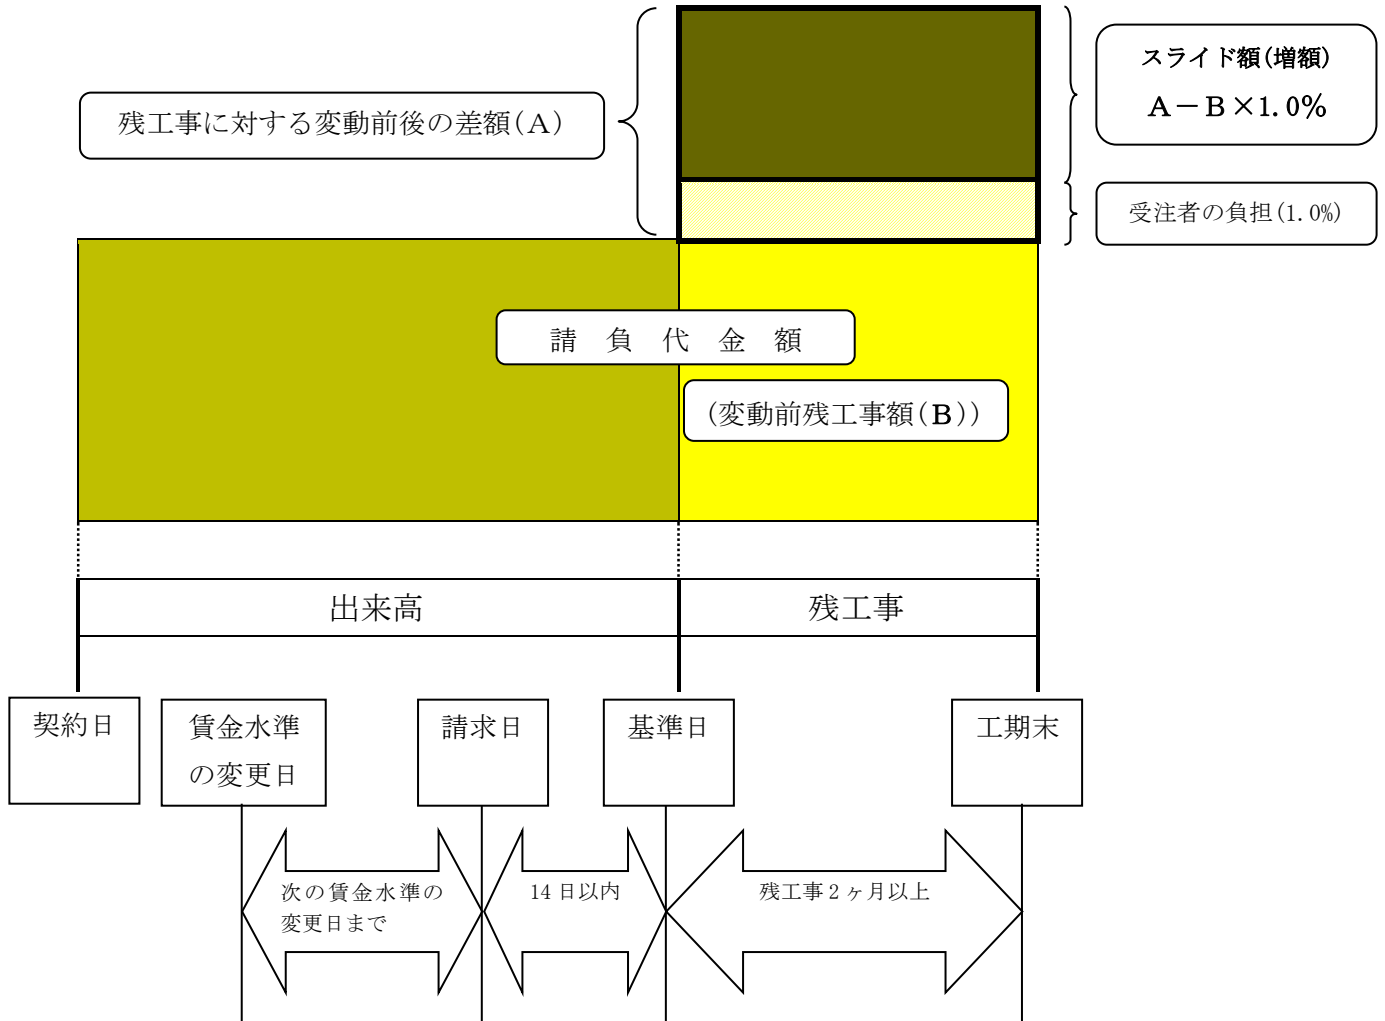 スライド額(増額)
A－B×1.0%
残工事に対する変動前後の差額(A)
受注者の負担(1.0%)
請　負　代　金　額
(変動前残工事額(B))
出来高
残工事
契約日
賃金水準
の変更日
請求日
基準日
工期末
次の賃金水準の
変更日まで
14日以内
残工事2ヶ月以上